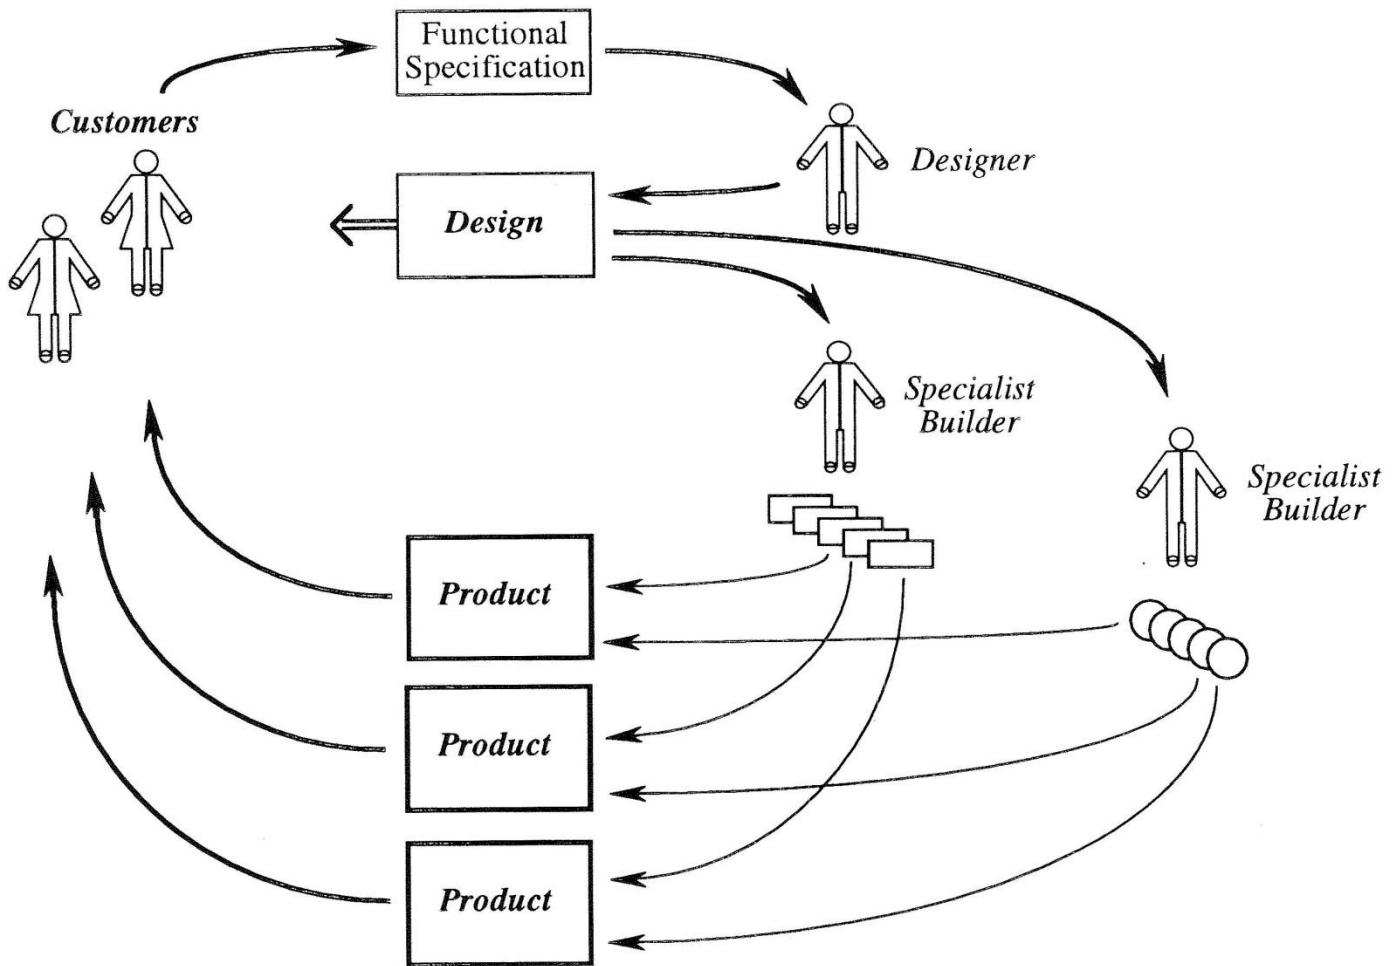 Functional
Specification
Customers
Designer
Design
Specialist
Builder
Specialist
Builder
Product
Product
Product